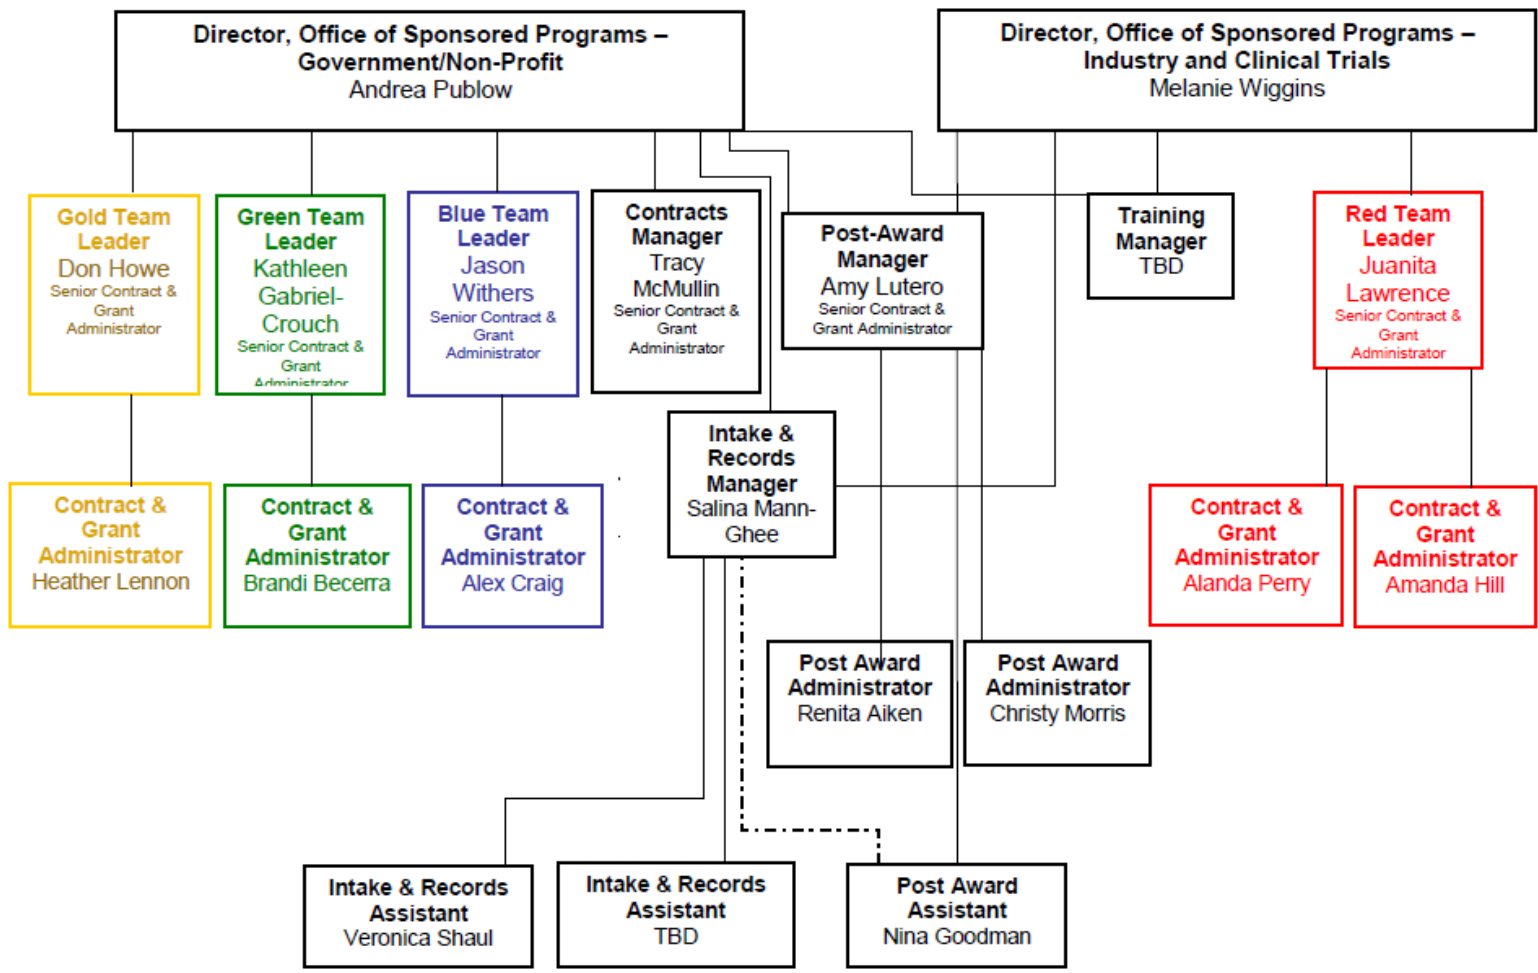 Director, Office of Sponsored Programs –
Government/Non-Profit
Andrea Publow
Director, Office of Sponsored Programs –
Industry and Clinical Trials
Melanie Wiggins
Gold Team
Leader
Don Howe
Senior Contract &
Grant
Administrator
Green Team
Leader
Kathleen
Gabriel-
Crouch
Senior Contract &
Grant
Administrator
Blue Team
Leader
Jason
Withers
Senior Contract &
Grant
Administrator
Contracts
Manager
Tracy
McMullin
Senior Contract &
Grant
Administrator
Post-Award
Manager
Amy Lutero
Senior Contract &
Grant Administrator
Training
Manager
TBD
Red Team
Leader
Juanita
Lawrence
Senior Contract &
Grant
Administrator
Intake &
Records
Manager
Salina Mann-
Ghee
Contract &
Grant
Administrator
Heather Lennon
Contract &
Grant
Administrator
Brandi Becerra
Contract &
Grant
Administrator
Alex Craig
Contract &
Grant
Administrator
Alanda Perry
Contract &
Grant
Administrator
Amanda Hill
Post Award
Administrator
Renita Aiken
Post Award
Administrator
Christy Morris
Intake & Records
Assistant
Veronica Shaul
Intake & Records
Assistant
TBD
Post Award
Assistant
Nina Goodman